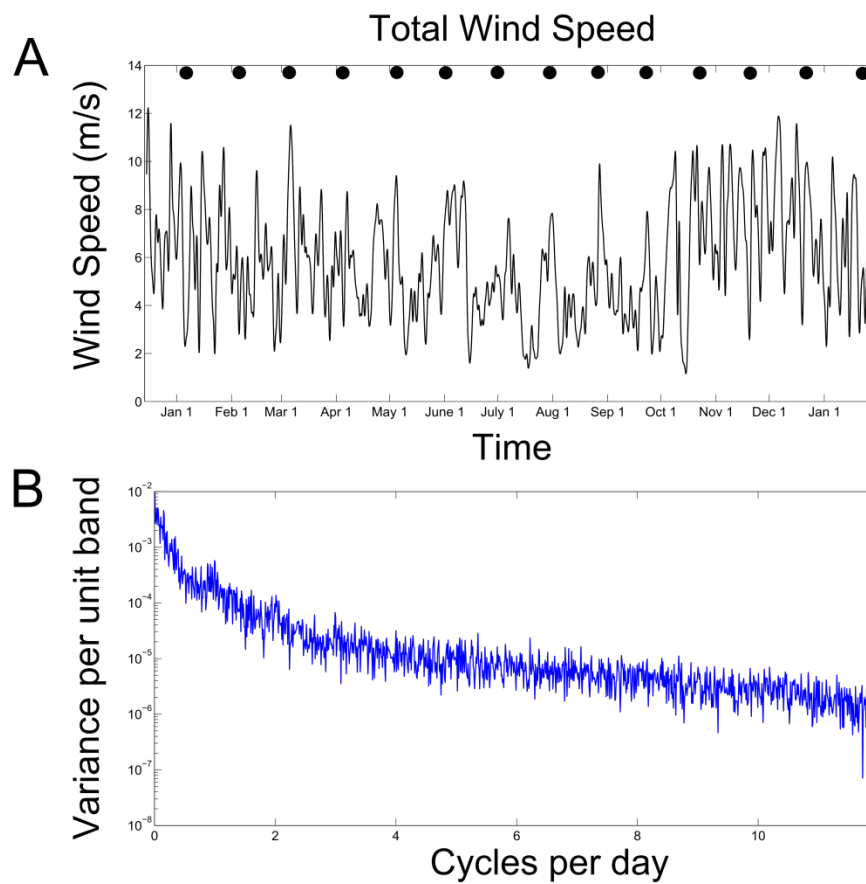 Total Wind Speed
A
Wind Speed (m/s)
14
12
10
8
6
4
2
0
Jan 1 Feb 1 Mar 1 Apr 1 May 1 June 1 July 1 Aug 1 Sep 1 Oct 1 Nov 1 Dec 1 Jan 1
Time
B
Variance per unit band
10⁻²
10⁻³
10⁻⁴
10⁻⁵
10⁻⁶
10⁻⁷
10⁻⁸
0 2 4 6 8 10
Cycles per day